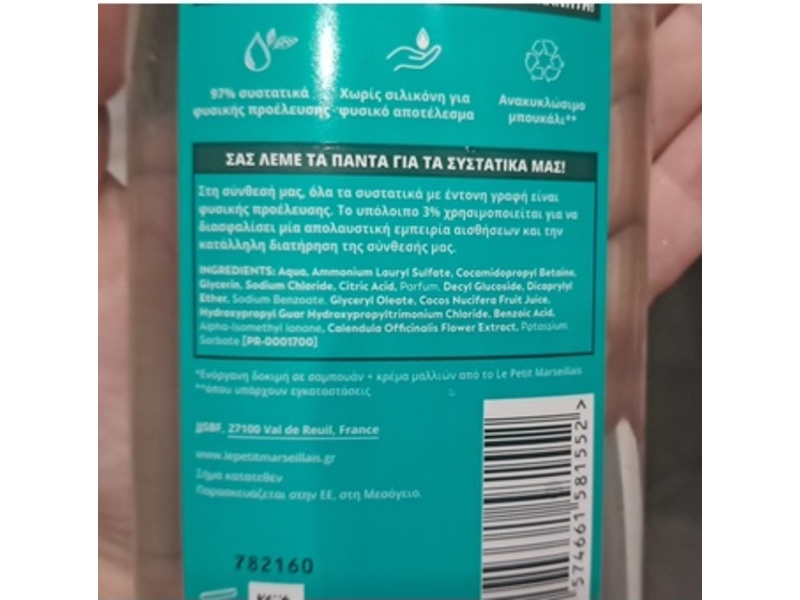 97% συστατικά
φυσικής προέλευσης
Χωρίς σιλικόνη για
φυσικό αποτέλεσμα
Ανακυκλώσιμο
μπουκάλι**
ΣΑΣ ΛΕΜΕ ΤΑ ΠΑΝΤΑ ΓΙΑ ΤΑ ΣΥΣΤΑΤΙΚΑ ΜΑΣ!
Στη σύνθεσή μας, όλα τα συστατικά με έντονη γραφή είναι
φυσικής προέλευσης. Το υπόλοιπο 3% χρησιμοποιείται για να
διασφαλίσει μία απολαυστική εμπειρία αισθήσεων και την
κατάλληλη διατήρηση της σύνθεσής μας.
INGREDIENTS: Aqua, Ammonium Lauryl Sulfate, Cocamidopropyl Betaine,
Glycerin, Sodium Chloride, Citric Acid, Parfum, Decyl Glucoside, Dicaprylyl
Ether, Sodium Benzoate, Glyceryl Oleate, Cocos Nucifera Fruit Juice,
Hydroxypropyl Guar Hydroxypropyltrimonium Chloride, Benzoic Acid,
Alpha-Isomethyl Ionone, Calendula Officinalis Flower Extract, Potassium
Sorbate [PR-0001700]
*Ενόργανη δοκιμή σε σαμπουάν + κρέμα μαλλιών από το Le Petit Marseillais
**όπου υπάρχουν εγκαταστάσεις
JJSBF, 27100 Val de Reuil, France
www.lepetitmarseillais.gr
Σήμα κατατεθέν
Παρασκευάζεται στην ΕΕ, στη Μεσόγειο.
782160
5 574661 581552 >